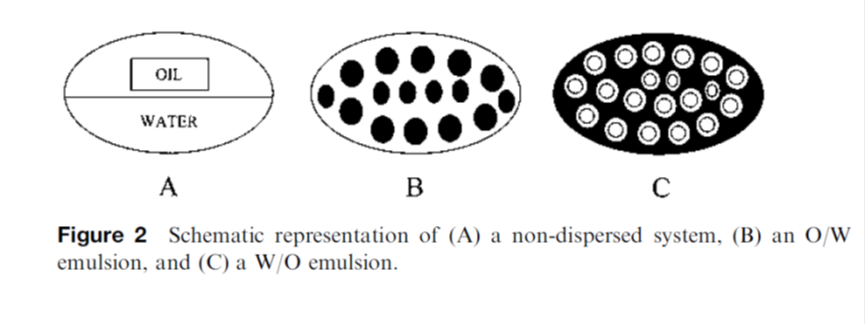 OIL
WATER
A B C
Figure 2 Schematic representation of (A) a non-dispersed system, (B) an O/W
emulsion, and (C) a W/O emulsion.